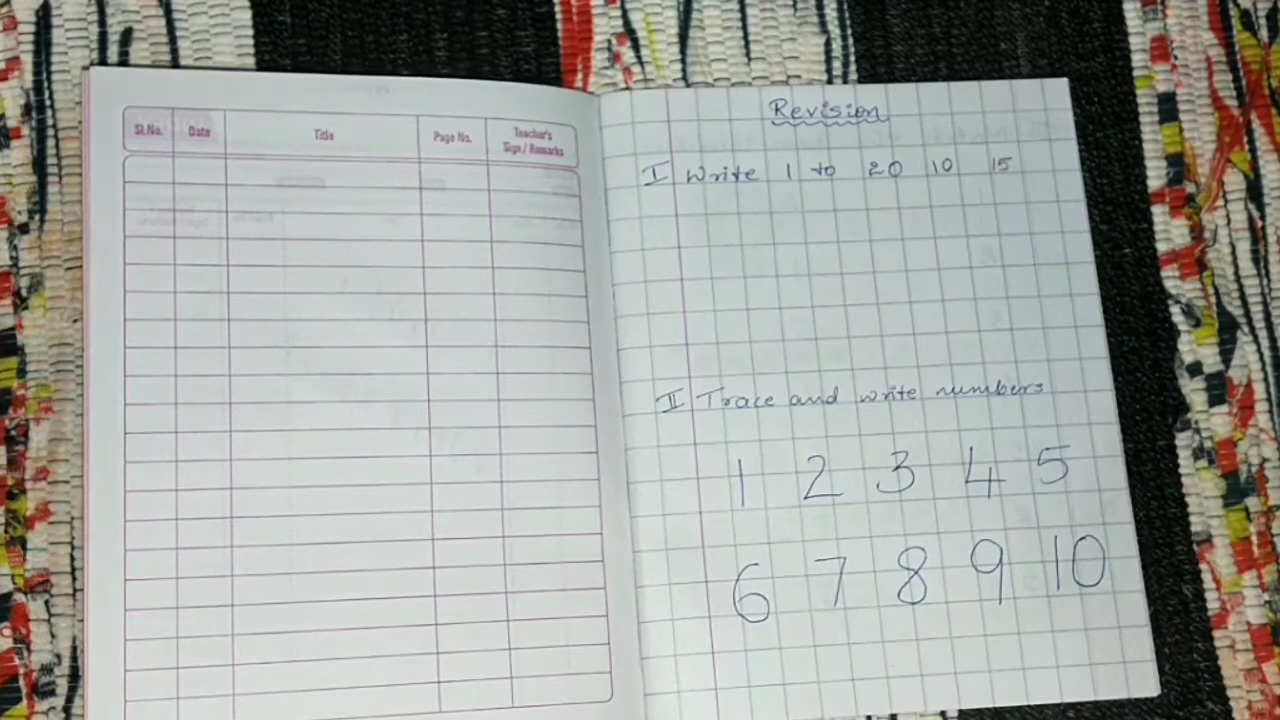 Sl.No. Date Title Page No. Teacher's Sign / Remarks
Revision
I Write 1 to 20 10 15
II Trace and write numbers
1 2 3 4 5
6 7 8 9 10